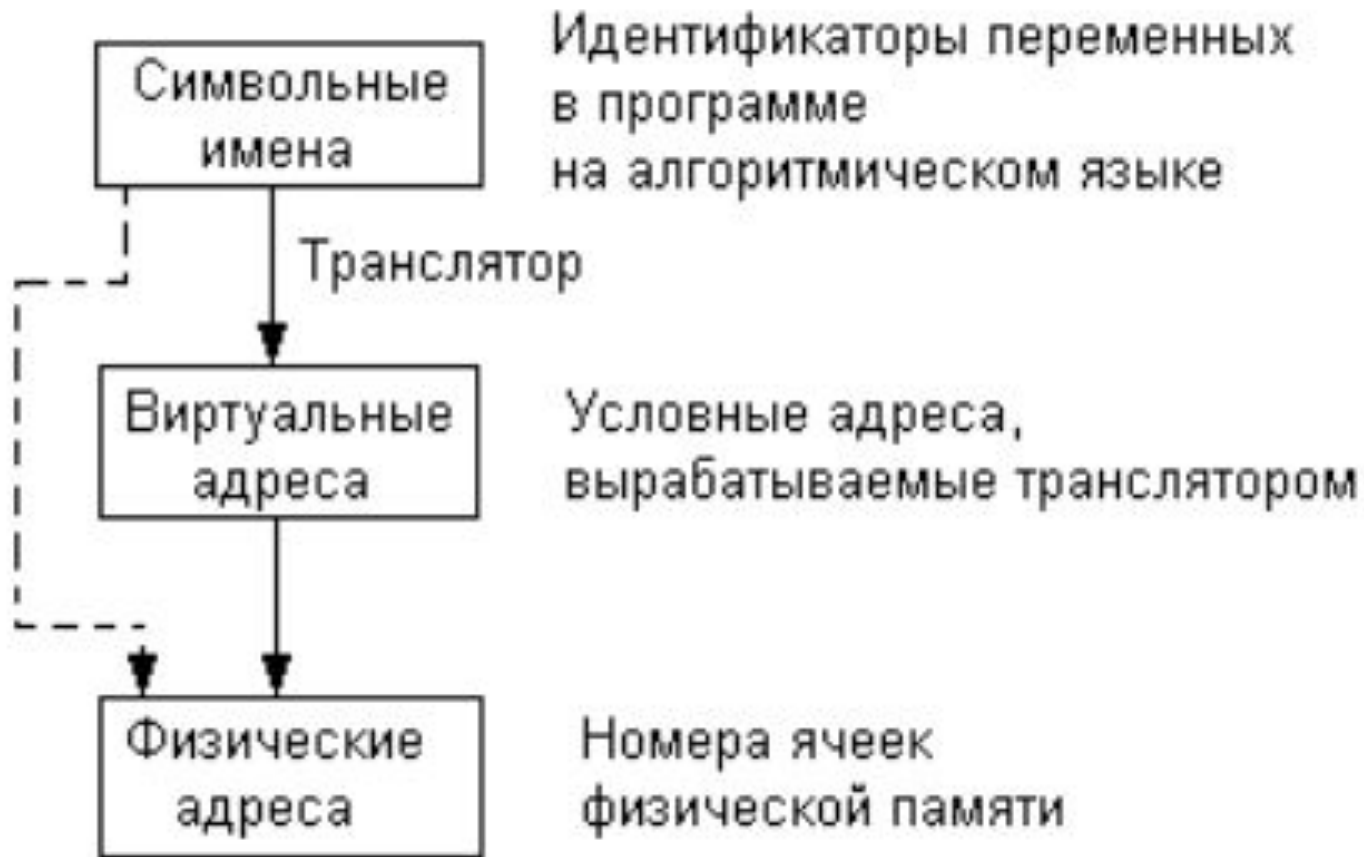 Символьные
имена
Идентификаторы переменных
в программе
на алгоритмическом языке
Транслятор
Виртуальные
адреса
Условные адреса,
вырабатываемые транслятором
Физические
адреса
Номера ячеек
физической памяти